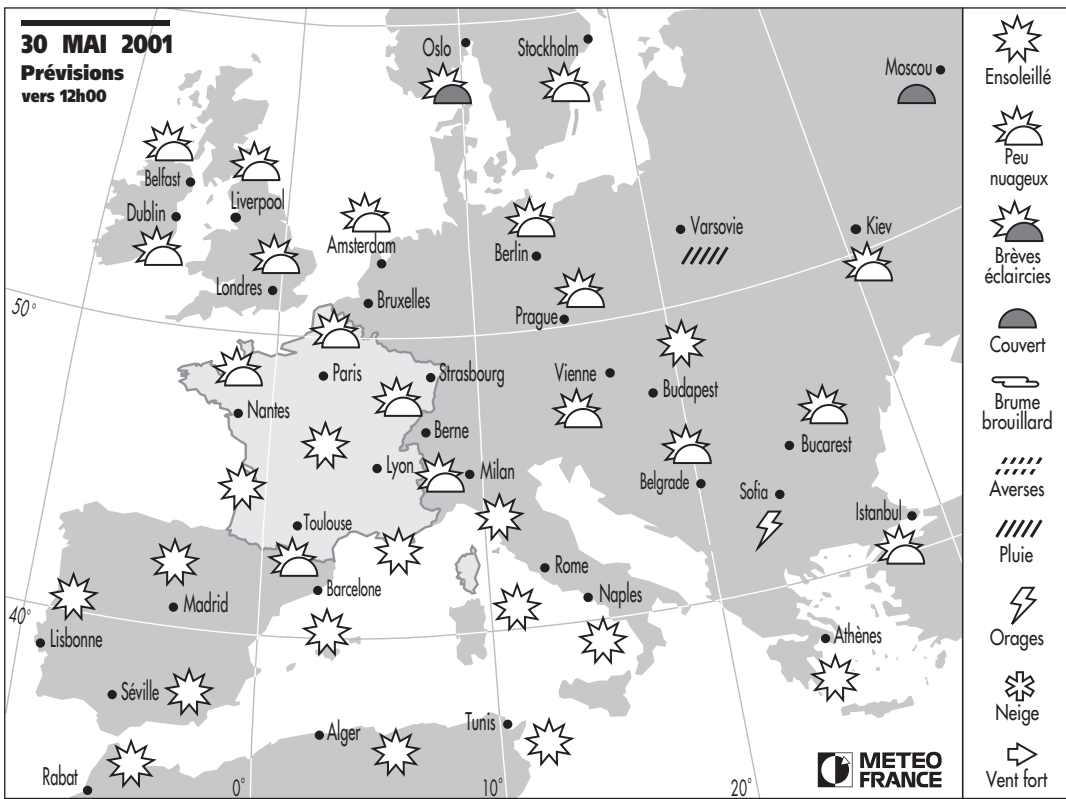 30 MAI 2001
Prévisions
vers 12h00
Oslo
Stockholm
Moscou
Belfast
Dublin
Liverpool
Londres
Amsterdam
Bruxelles
Berlin
Varsovie
Kiev
Prague
50°
Paris
Strasbourg
Vienne
Budapest
Nantes
Berne
Bucarest
Lyon
Milan
Belgrade
Sofia
Istanbul
Toulouse
Rome
Barcelone
Madrid
Naples
40°
Lisbonne
Athènes
Séville
Alger
Tunis
Rabat
0°
10°
20°
METEO
FRANCE
Ensoleillé
Peu
nuageux
Brèves
éclaircies
Couvert
Brume
brouillard
Averses
Pluie
Orages
Neige
Vent fort